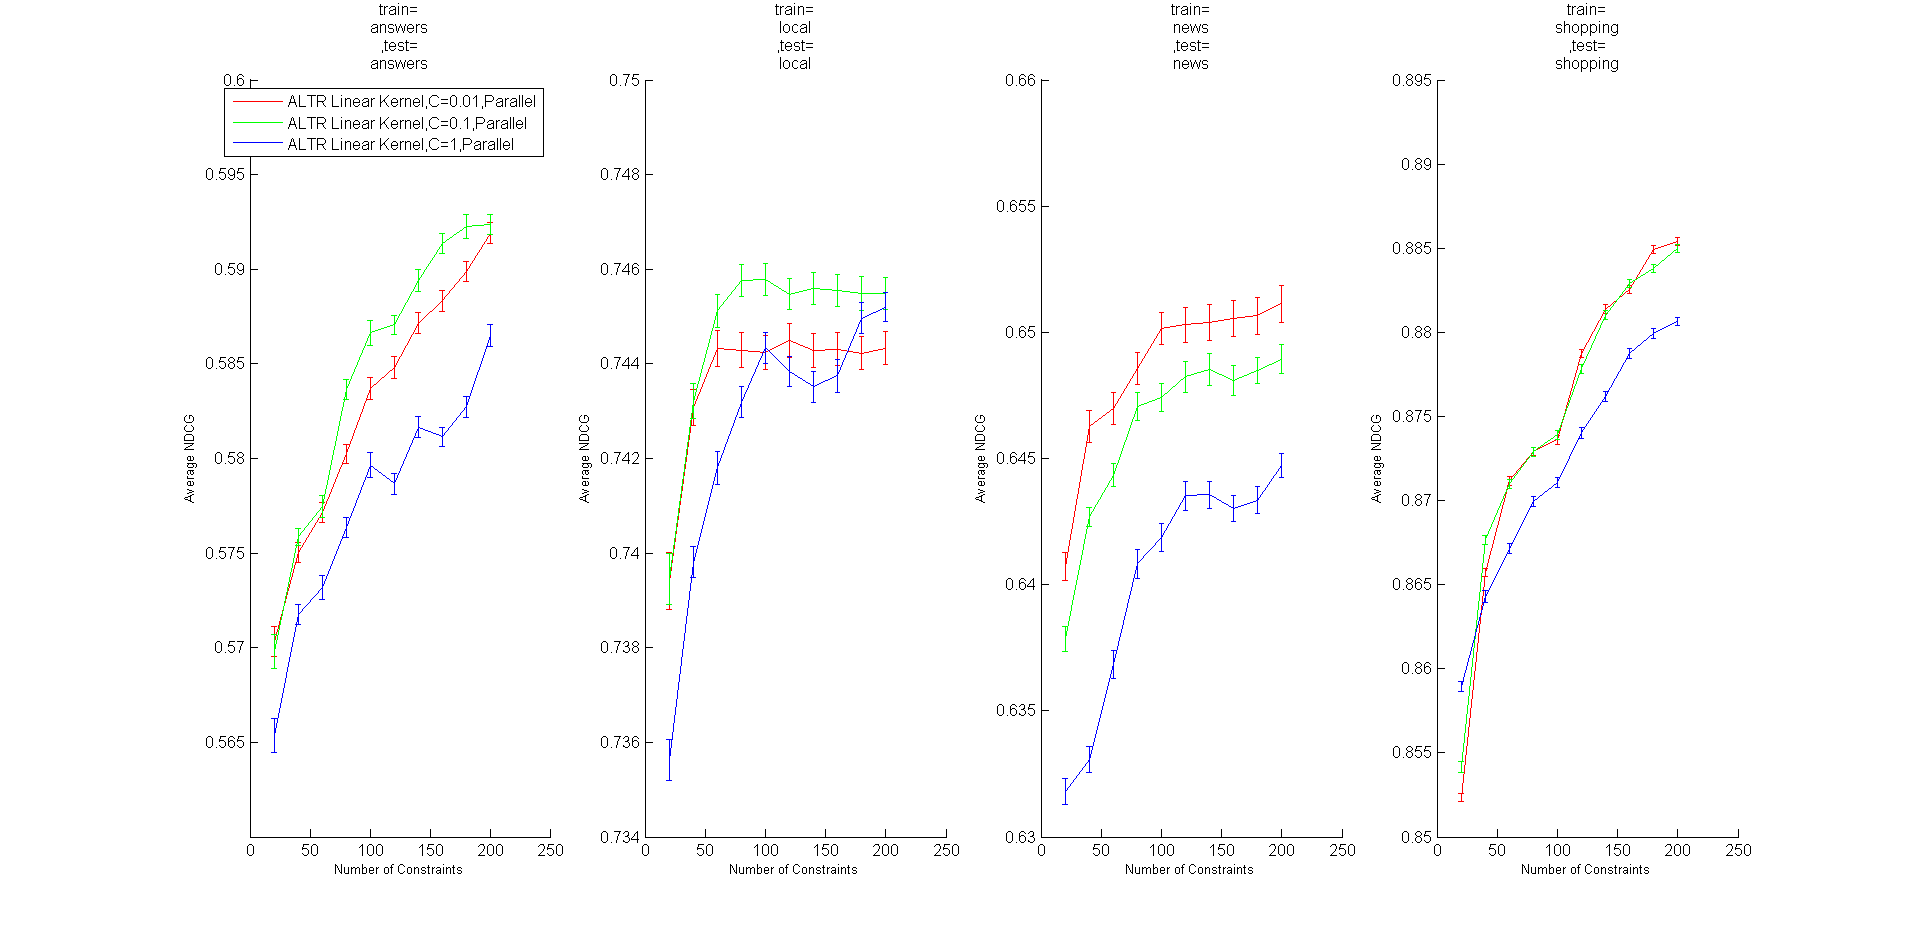 train=
answers
,test=
answers
0.6
0.595
0.59
0.585
0.58
0.575
0.57
0.565
Average NDCG
0 50 100 150 200 250
Number of Constraints
ALTR Linear Kernel,C=0.01,Parallel
ALTR Linear Kernel,C=0.1,Parallel
ALTR Linear Kernel,C=1,Parallel
train=
local
,test=
local
0.75
0.748
0.746
0.744
0.742
0.74
0.738
0.736
0.734
Average NDCG
0 50 100 150 200 250
Number of Constraints
train=
news
,test=
news
0.66
0.655
0.65
0.645
0.64
0.635
0.63
Average NDCG
0 50 100 150 200 250
Number of Constraints
train=
shopping
,test=
shopping
0.895
0.89
0.885
0.88
0.875
0.87
0.865
0.86
0.855
0.85
Average NDCG
0 50 100 150 200 250
Number of Constraints